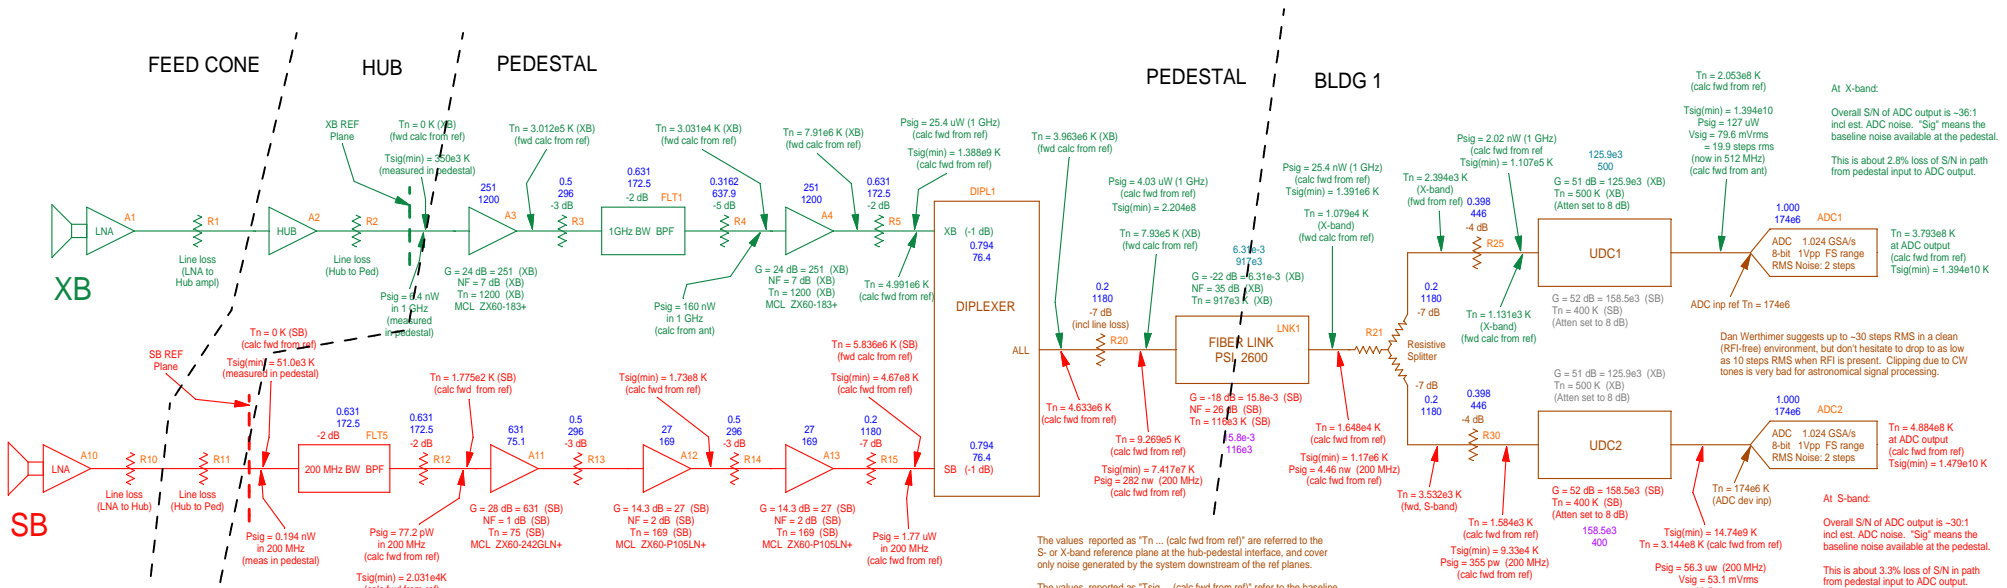 FEED CONE
HUB
PEDESTAL
PEDESTAL
BLDG 1
XB REF
Plane
Tn = 0 K (XB)
(fwd calc from ref)
Tsig(min) = 350e3 K
(measured in pedestal)
Tn = 3.012e5 K (XB)
(fwd calc from ref)
Tn = 3.031e4 K (XB)
(fwd calc from ref)
Tn = 7.91e6 K (XB)
(fwd calc from ref)
Psig = 25.4 uW (1 GHz)
(calc fwd from ref)
Tsig(min) = 1.388e9 K
(calc fwd from ref)
Tn = 3.963e6 K (XB)
(fwd calc from ref)
Psig = 4.03 uW (1 GHz)
(calc fwd from ref)
Tsig(min) = 2.204e8
Tn = 7.93e5 K (XB)
(fwd calc from ref)
Psig = 25.4 nW (1 GHz)
(calc fwd from ref)
Tsig(min) = 1.391e6 K
Tn = 1.079e4 K
(X-band)
(calc fwd from ref)
Tn = 2.394e3 K
(X-band)
(fwd calc from ref)
Psig = 2.02 nW (1 GHz)
(calc fwd from ref
Tsig(min) = 1.107e5 K
125.9e3
500
G = 51 dB = 125.9e3 (XB)
Tn = 500 K (XB)
(Atten set to 8 dB)
Tn = 2.053e8 K
(calc fwd from ref)
Tsig(min) = 1.394e10
Psig = 127 uW
Vsig = 79.6 mVrms
= 19.9 steps rms
(now in 512 MHz)
(calc fwd from ant)
At X-band:
Overall S/N of ADC output is ~36:1
incl est. ADC noise. "Sig" means the
baseline noise available at the pedestal.
This is about 2.8% loss of S/N in path
from pedestal input to ADC output.
XB
LNA
A1
R1
Line loss
(LNA to
Hub ampl)
HUB
A2
R2
Line loss
(Hub to Ped)
Psig = 6.4 nW
in 1 GHz
(measured
in pedestal)
251
1200
A3
G = 24 dB = 251 (XB)
NF = 7 dB (XB)
Tn = 1200 (XB)
MCL ZX60-183+
0.5
296
-3 dB
R3
0.631
172.5
-2 dB
FLT1
1GHz BW BPF
0.3162
637.9
-5 dB
R4
Psig = 160 nW
in 1 GHz
(calc from ant)
251
1200
A4
G = 24 dB = 251 (XB)
NF = 7 dB (XB)
Tn = 1200 (XB)
MCL ZX60-183+
0.631
172.5
-2 dB
R5
Tn = 4.991e6 K
(calc fwd from ref)
DIPL1
XB (-1 dB)
0.794
76.4
DIPLEXER
ALL
0.794
76.4
SB (-1 dB)
0.2
1180
-7 dB
(incl line loss)
R20
6.31e-3
917e3
G = -22 dB = 6.31e-3 (XB)
NF = 35 dB (XB)
Tn = 917e3 K (XB)
LNK1
FIBER LINK
PSI 2600
G = -18 dB = 15.8e-3 (SB)
NF = 26 dB (SB)
Tn = 116e3 K (SB)
15.8e-3
116e3
R21
0.2
1180
-7 dB
Resistive
Splitter
-7 dB
0.2
1180
0.398
446
-4 dB
R25
Tn = 1.131e3 K
(X-band)
(fwd calc from ref)
UDC1
G = 52 dB = 158.5e3 (SB)
Tn = 400 K (SB)
(Atten set to 8 dB)
ADC inp ref Tn = 174e6
1.000
174e6
ADC1
ADC 1.024 GSA/s
8-bit 1Vpp FS range
RMS Noise: 2 steps
Tn = 3.793e8 K
at ADC output
(calc fwd from ref)
Tsig(min) = 1.394e10 K
Dan Werthimer suggests up to ~30 steps RMS in a clean
(RFI-free) environment, but don't hesitate to drop to as low
as 10 steps RMS when RFI is present. Clipping due to CW
tones is very bad for astronomical signal processing.
SB REF
Plane
Tn = 0 K (SB)
(calc fwd from ref)
Tsig(min) = 51.0e3 K
(measured in pedestal)
SB
LNA
A10
R10
Line loss
(LNA to Hub)
R11
Line loss
(Hub to Ped)
Psig = 0.194 nW
in 200 MHz
(meas in pedestal)
0.631
172.5
-2 dB
FLT5
200 MHz BW BPF
0.631
172.5
-2 dB
R12
Tn = 1.775e2 K (SB)
(calc fwd from ref)
Psig = 77.2 pW
in 200 MHz
(calc fwd from ref)
Tsig(min) = 2.031e4K
(calc fwd from ref)
631
75.1
A11
G = 28 dB = 631 (SB)
NF = 1 dB (SB)
Tn = 75 (SB)
MCL ZX60-242GLN+
0.5
296
-3 dB
R13
Tsig(min) = 1.73e8 K
(calc fwd from ref)
27
169
A12
G = 14.3 dB = 27 (SB)
NF = 2 dB (SB)
Tn = 169 (SB)
MCL ZX60-P105LN+
0.5
296
-3 dB
R14
27
169
A13
G = 14.3 dB = 27 (SB)
NF = 2 dB (SB)
Tn = 169 (SB)
MCL ZX60-P105LN+
Tn = 5.836e6 K (SB)
(calc fwd from ref)
Tsig(min) = 4.67e8 K
(calc fwd from ref)
0.2
1180
-7 dB
R15
Psig = 1.77 uW
in 200 MHz
(calc fwd from ref)
Tn = 4.633e6 K
(calc fwd from ref)
Tn = 9.269e5 K
(calc fwd from ref)
Tsig(min) = 7.417e7 K
Psig = 282 nw (200 MHz)
(calc fwd from ref)
Tn = 1.648e4 K
(calc fwd from ref)
Tsig(min) = 1.17e6 K
Psig = 4.46 nw (200 MHz)
(calc fwd from ref)
0.398
446
-4 dB
R30
Tn = 3.532e3 K
(fwd, S-band)
Tn = 1.584e3 K
(calc fwd from ref)
Tsig(min) = 9.33e4 K
Psig = 355 pw (200 MHz)
(calc fwd from ref)
G = 51 dB = 125.9e3 (XB)
Tn = 500 K (XB)
(Atten set to 8 dB)
UDC2
G = 52 dB = 158.5e3 (SB)
Tn = 400 K (SB)
(Atten set to 8 dB)
158.5e3
400
1.000
174e6
ADC2
ADC 1.024 GSA/s
8-bit 1Vpp FS range
RMS Noise: 2 steps
Tn = 174e6 K
(ADC dev inp)
Tn = 4.884e8 K
at ADC output
(calc fwd from ref)
Tsig(min) = 1.479e10 K
Tsig(min) = 14.74e9 K
Tn = 3.144e8 K (calc fwd from ref)
Psig = 56.3 uw (200 MHz)
Vsig = 53.1 mVrms
At S-band:
Overall S/N of ADC output is ~30:1
incl est. ADC noise. "Sig" means the
baseline noise available at the pedestal.
This is about 3.3% loss of S/N in path
from pedestal input to ADC output.
The values reported as "Tn ... (calc fwd from ref)" are referred to the
S- or X-band reference plane at the hub-pedestal interface, and cover
only noise generated by the system downstream of the ref planes.
The values reported as "Tsig ... (calc fwd from ref)" refer to the baseline